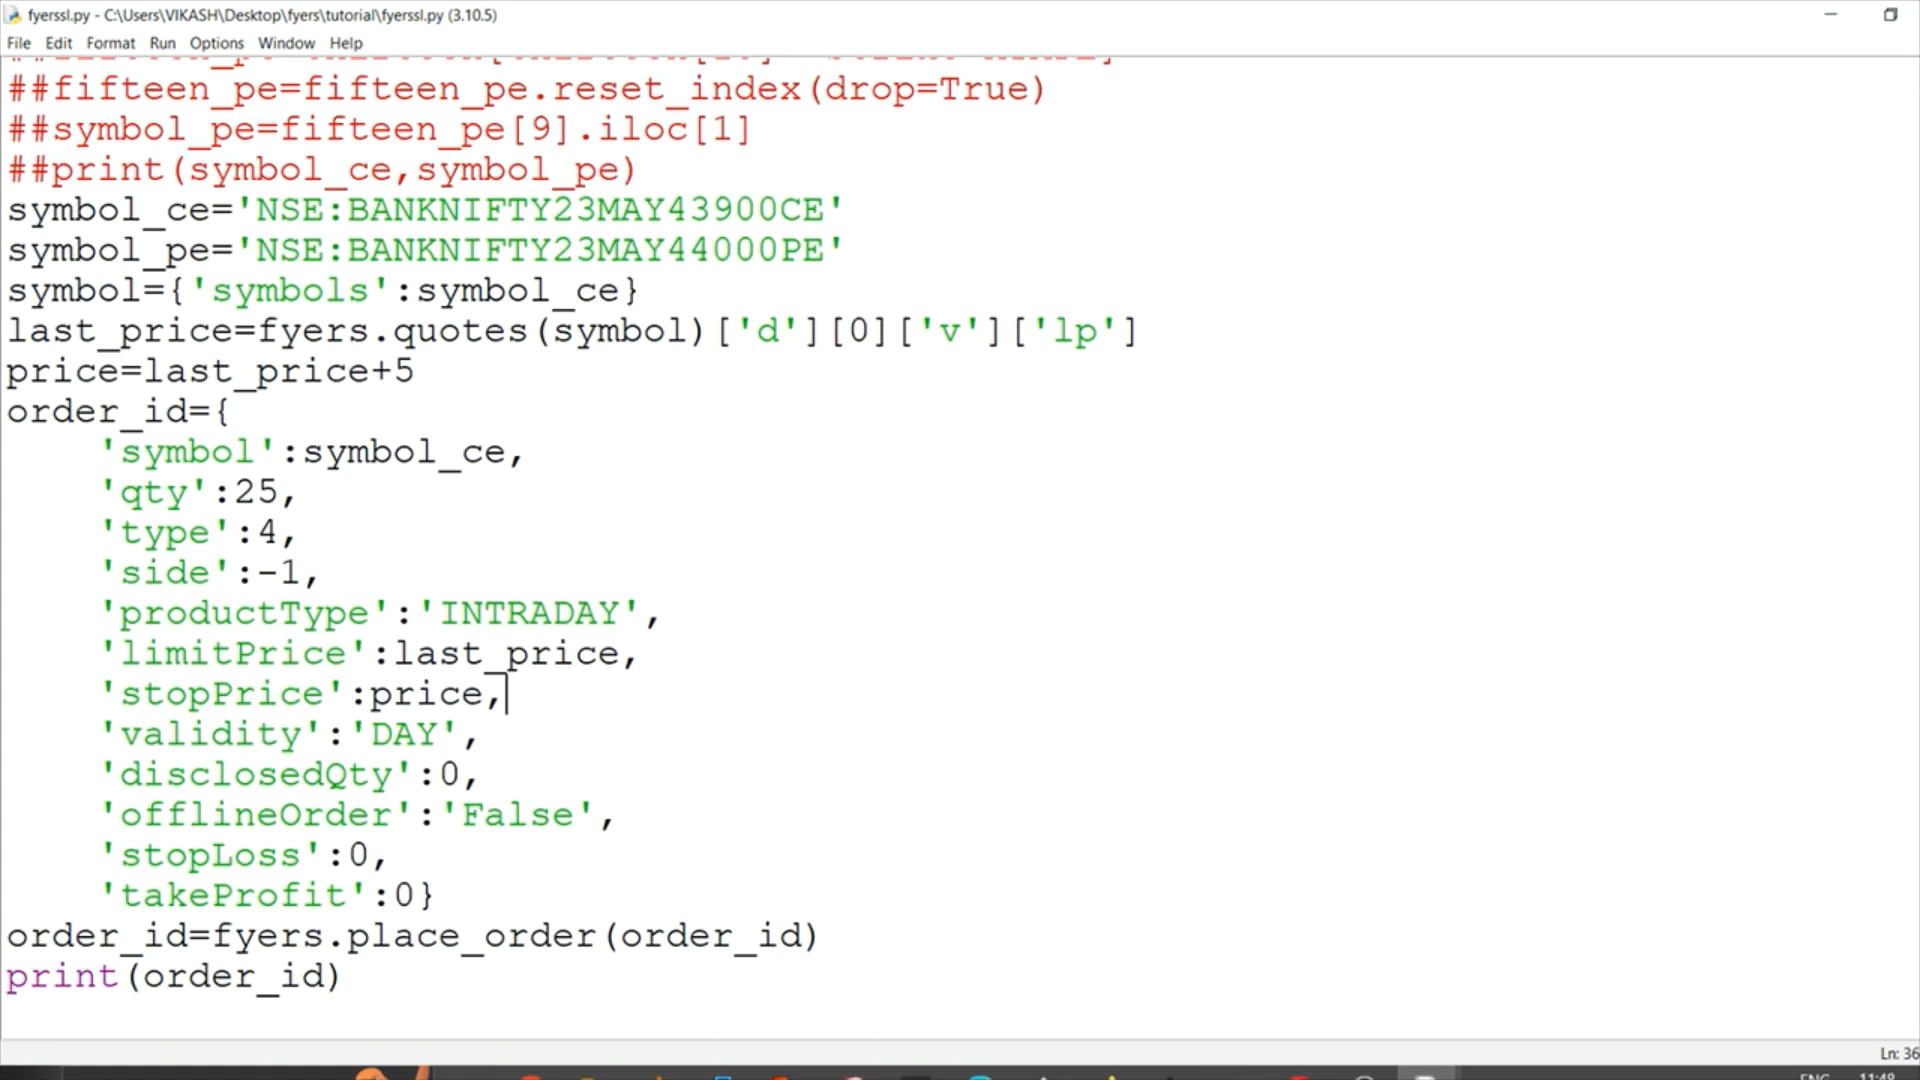 fyerssl.py - C:\Users\VIKASH\Desktop\fyers\tutorial\fyerssl.py (3.10.5)
File Edit Format Run Options Window Help
##fifteen_pe=fifteen_pe.reset_index(drop=True)
##symbol_pe=fifteen_pe[9].iloc[1]
##print(symbol_ce,symbol_pe)
symbol_ce='NSE:BANKNIFTY23MAY43900CE'
symbol_pe='NSE:BANKNIFTY23MAY44000PE'
symbol={'symbols':symbol_ce}
last_price=fyers.quotes(symbol)['d'][0]['v']['lp']
price=last_price+5
order_id={
    'symbol':symbol_ce,
    'qty':25,
    'type':4,
    'side':-1,
    'productType':'INTRADAY',
    'limitPrice':last_price,
    'stopPrice':price,
    'validity':'DAY',
    'disclosedQty':0,
    'offlineOrder':'False',
    'stopLoss':0,
    'takeProfit':0}
order_id=fyers.place_order(order_id)
print(order_id)
Ln: 36